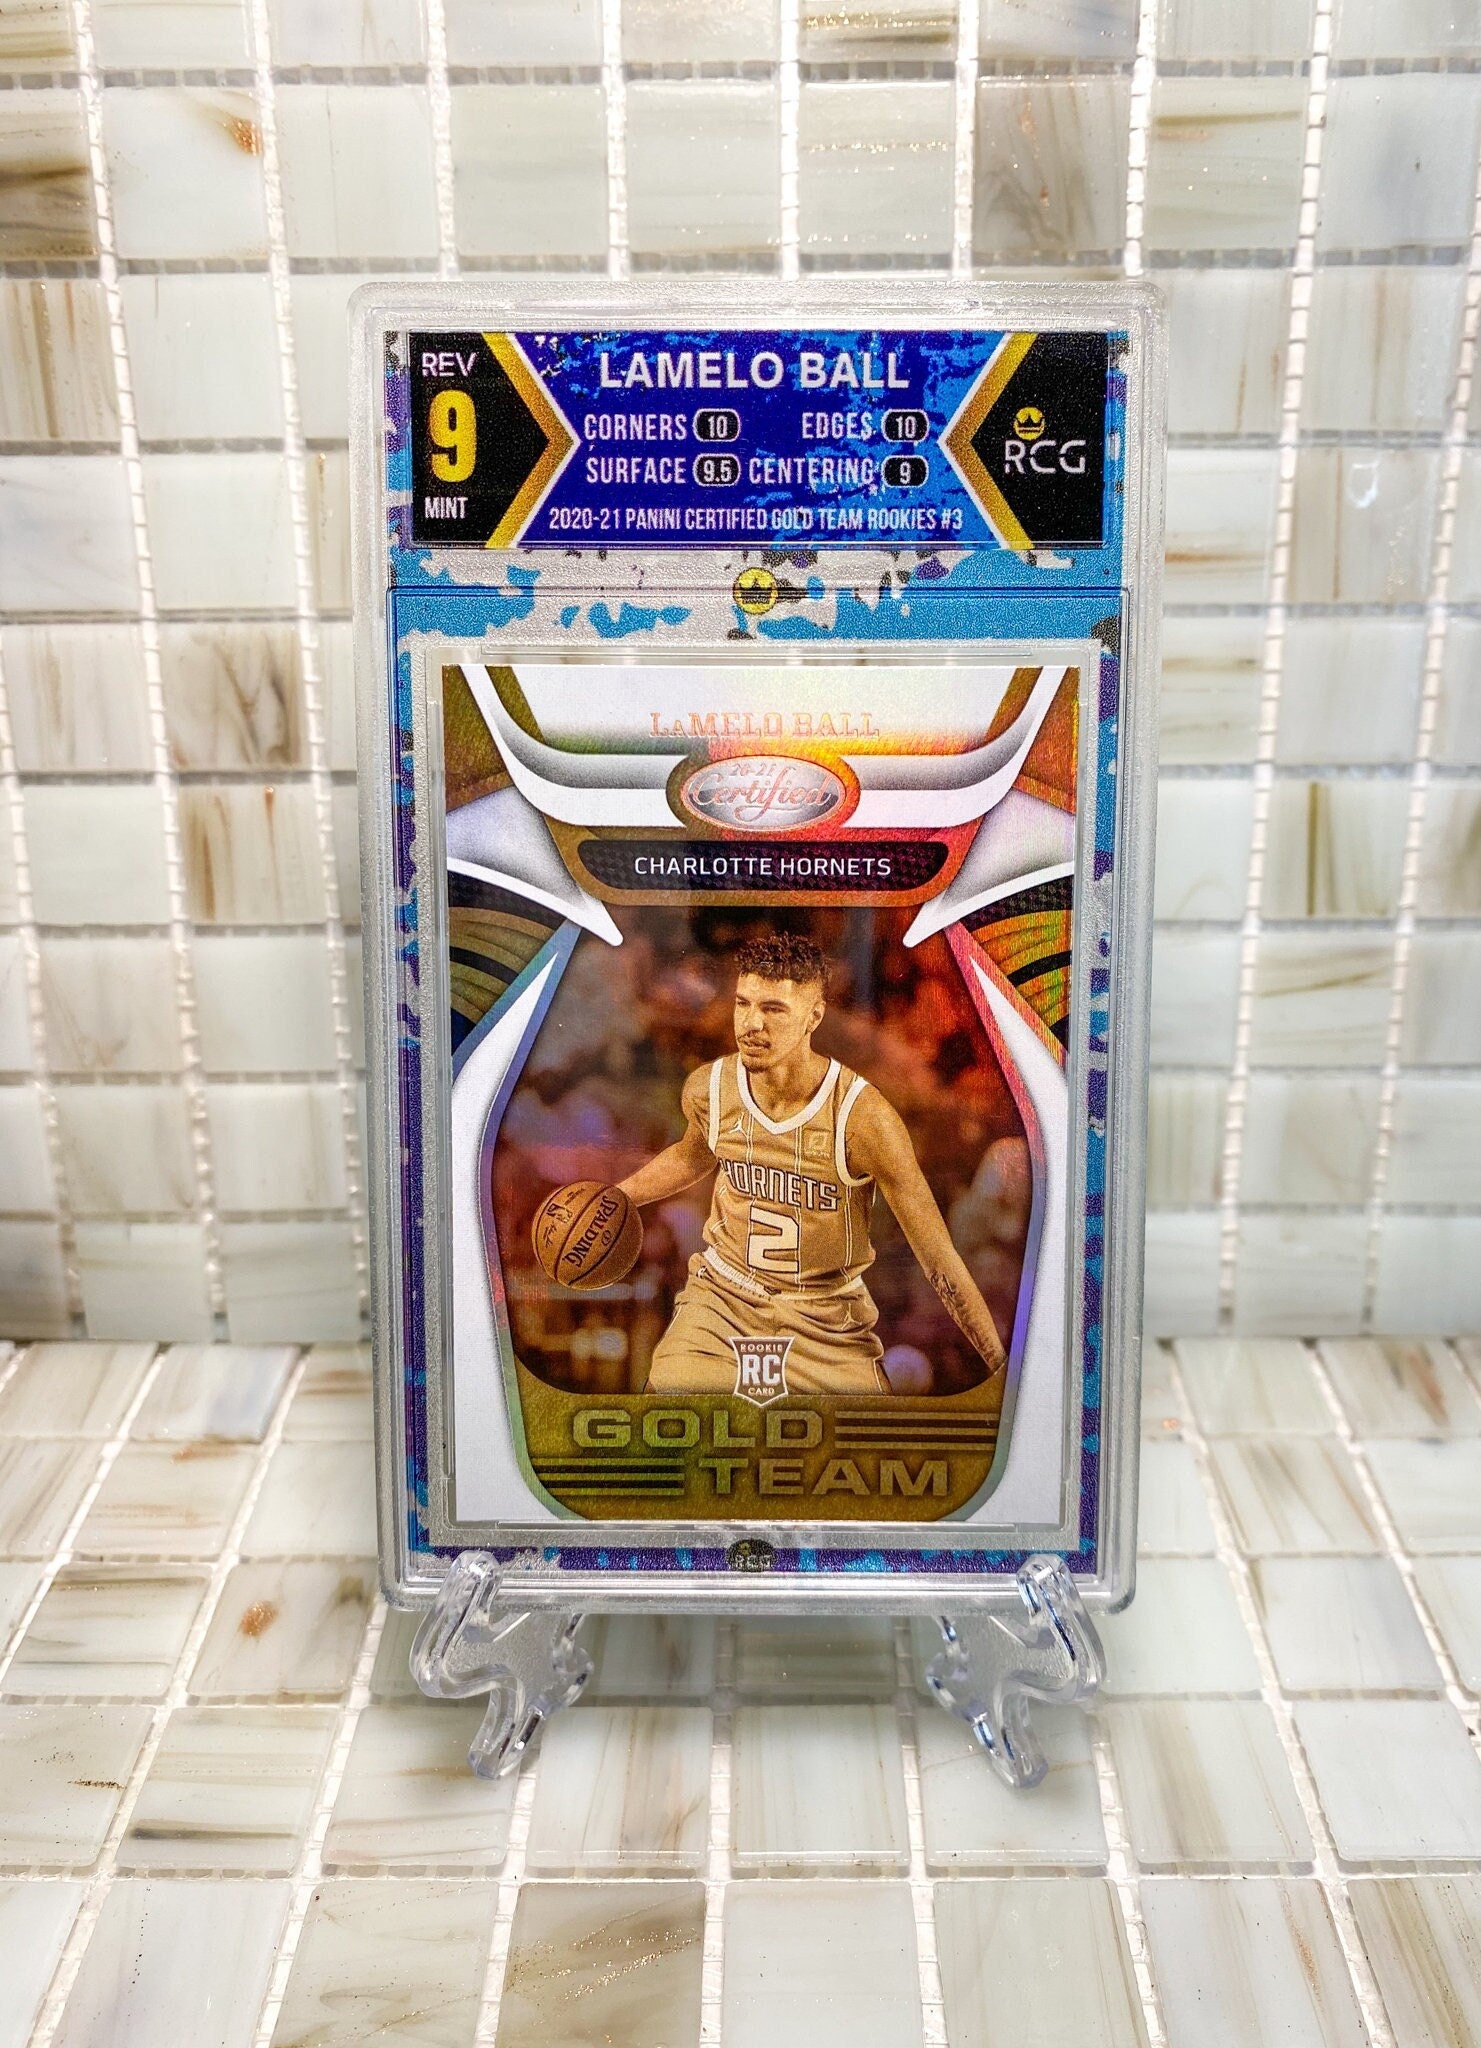 REV
9
MINT
LAMELO BALL
CORNERS 10 EDGES 10
SURFACE 9.5 CENTERING 9
2020-21 PANINI CERTIFIED GOLD TEAM ROOKIES #3
RCG
LAMELO BALL
20-21
Certified
CHARLOTTE HORNETS
HORNETS
2
SPALDING
ROOKIE
RC
CARD
GOLD
TEAM